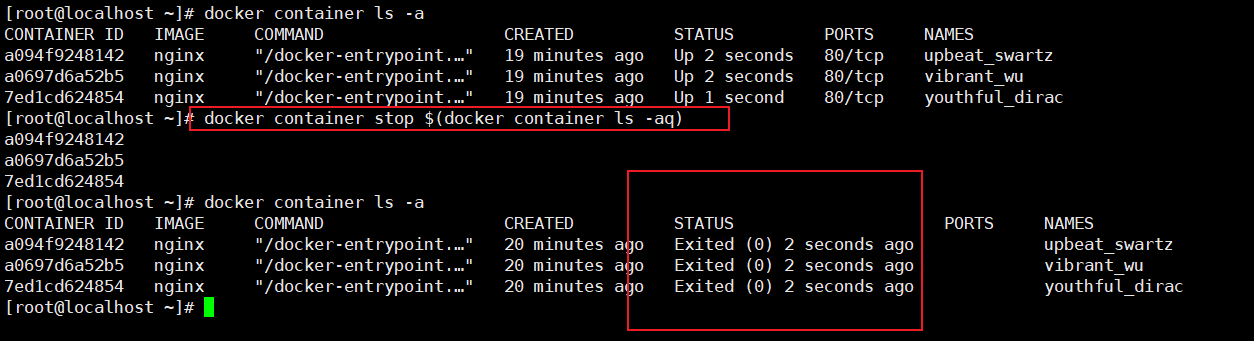 [root@localhost ~]# docker container ls -a
CONTAINER ID   IMAGE     COMMAND                  CREATED          STATUS         PORTS     NAMES
a094f9248142   nginx     "/docker-entrypoint.…"   19 minutes ago   Up 2 seconds   80/tcp    upbeat_swartz
a0697d6a52b5   nginx     "/docker-entrypoint.…"   19 minutes ago   Up 2 seconds   80/tcp    vibrant_wu
7ed1cd624854   nginx     "/docker-entrypoint.…"   19 minutes ago   Up 1 second    80/tcp    youthful_dirac
[root@localhost ~]# docker container stop $(docker container ls -aq)
a094f9248142
a0697d6a52b5
7ed1cd624854
[root@localhost ~]# docker container ls -a
CONTAINER ID   IMAGE     COMMAND                  CREATED          STATUS                     PORTS     NAMES
a094f9248142   nginx     "/docker-entrypoint.…"   20 minutes ago   Exited (0) 2 seconds ago             upbeat_swartz
a0697d6a52b5   nginx     "/docker-entrypoint.…"   20 minutes ago   Exited (0) 2 seconds ago             vibrant_wu
7ed1cd624854   nginx     "/docker-entrypoint.…"   20 minutes ago   Exited (0) 2 seconds ago             youthful_dirac
[root@localhost ~]#